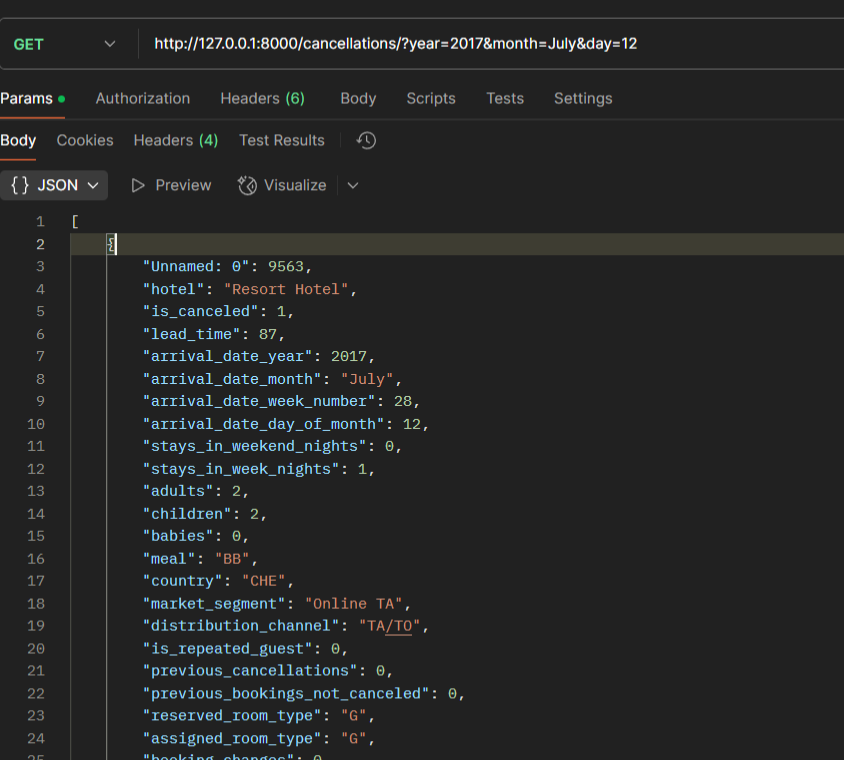 GET http://127.0.0.1:8000/cancellations/?year=2017&month=July&day=12
Params Authorization Headers (6) Body Scripts Tests Settings
Body Cookies Headers (4) Test Results
{} JSON Preview Visualize
1 [
2 {
3 "Unnamed: 0": 9563,
4 "hotel": "Resort Hotel",
5 "is_canceled": 1,
6 "lead_time": 87,
7 "arrival_date_year": 2017,
8 "arrival_date_month": "July",
9 "arrival_date_week_number": 28,
10 "arrival_date_day_of_month": 12,
11 "stays_in_weekend_nights": 0,
12 "stays_in_week_nights": 1,
13 "adults": 2,
14 "children": 2,
15 "babies": 0,
16 "meal": "BB",
17 "country": "CHE",
18 "market_segment": "Online TA",
19 "distribution_channel": "TA/TO",
20 "is_repeated_guest": 0,
21 "previous_cancellations": 0,
22 "previous_bookings_not_canceled": 0,
23 "reserved_room_type": "G",
24 "assigned_room_type": "G",
25 "booking_changes": 0